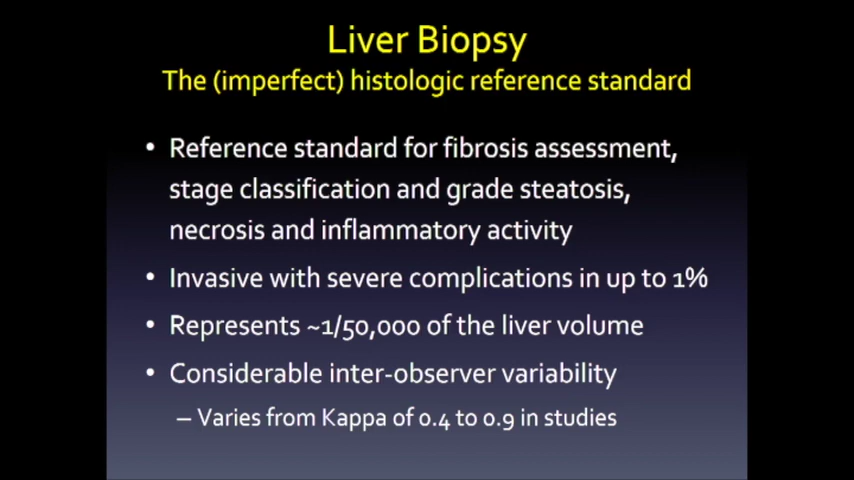 Liver Biopsy
The (imperfect) histologic reference standard
• Reference standard for fibrosis assessment,
stage classification and grade steatosis,
necrosis and inflammatory activity
• Invasive with severe complications in up to 1%
• Represents ~1/50,000 of the liver volume
• Considerable inter-observer variability
– Varies from Kappa of 0.4 to 0.9 in studies